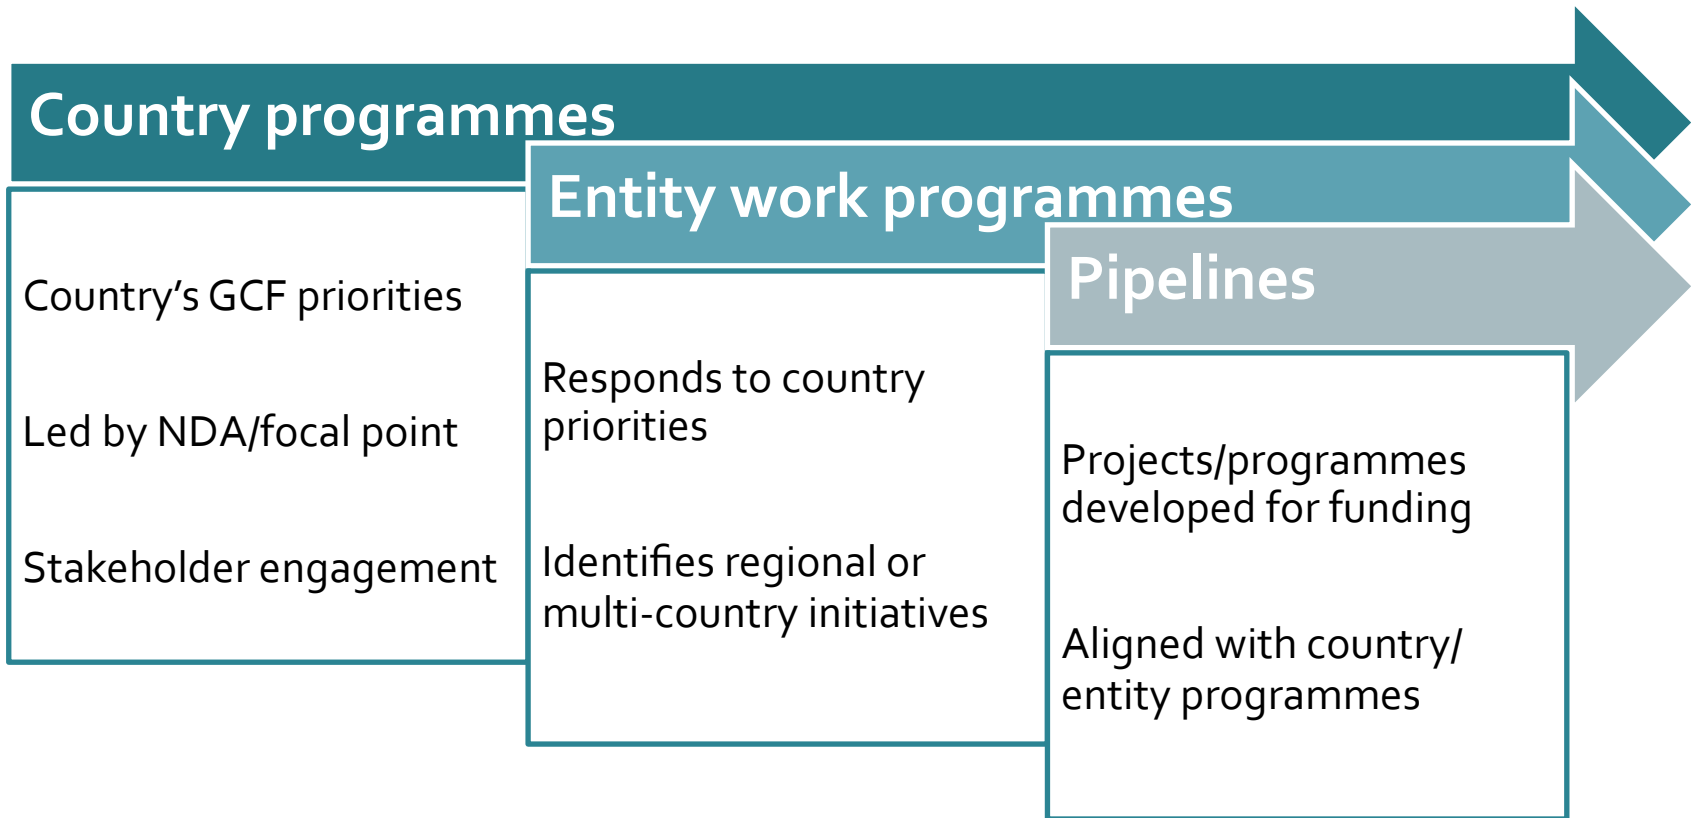 Country programmes
Country’s GCF priorities
Led by NDA/focal point
Stakeholder engagement
Entity work programmes
Responds to country
priorities
Identifies regional or
multi-country initiatives
Pipelines
Projects/programmes
developed for funding
Aligned with country/
entity programmes